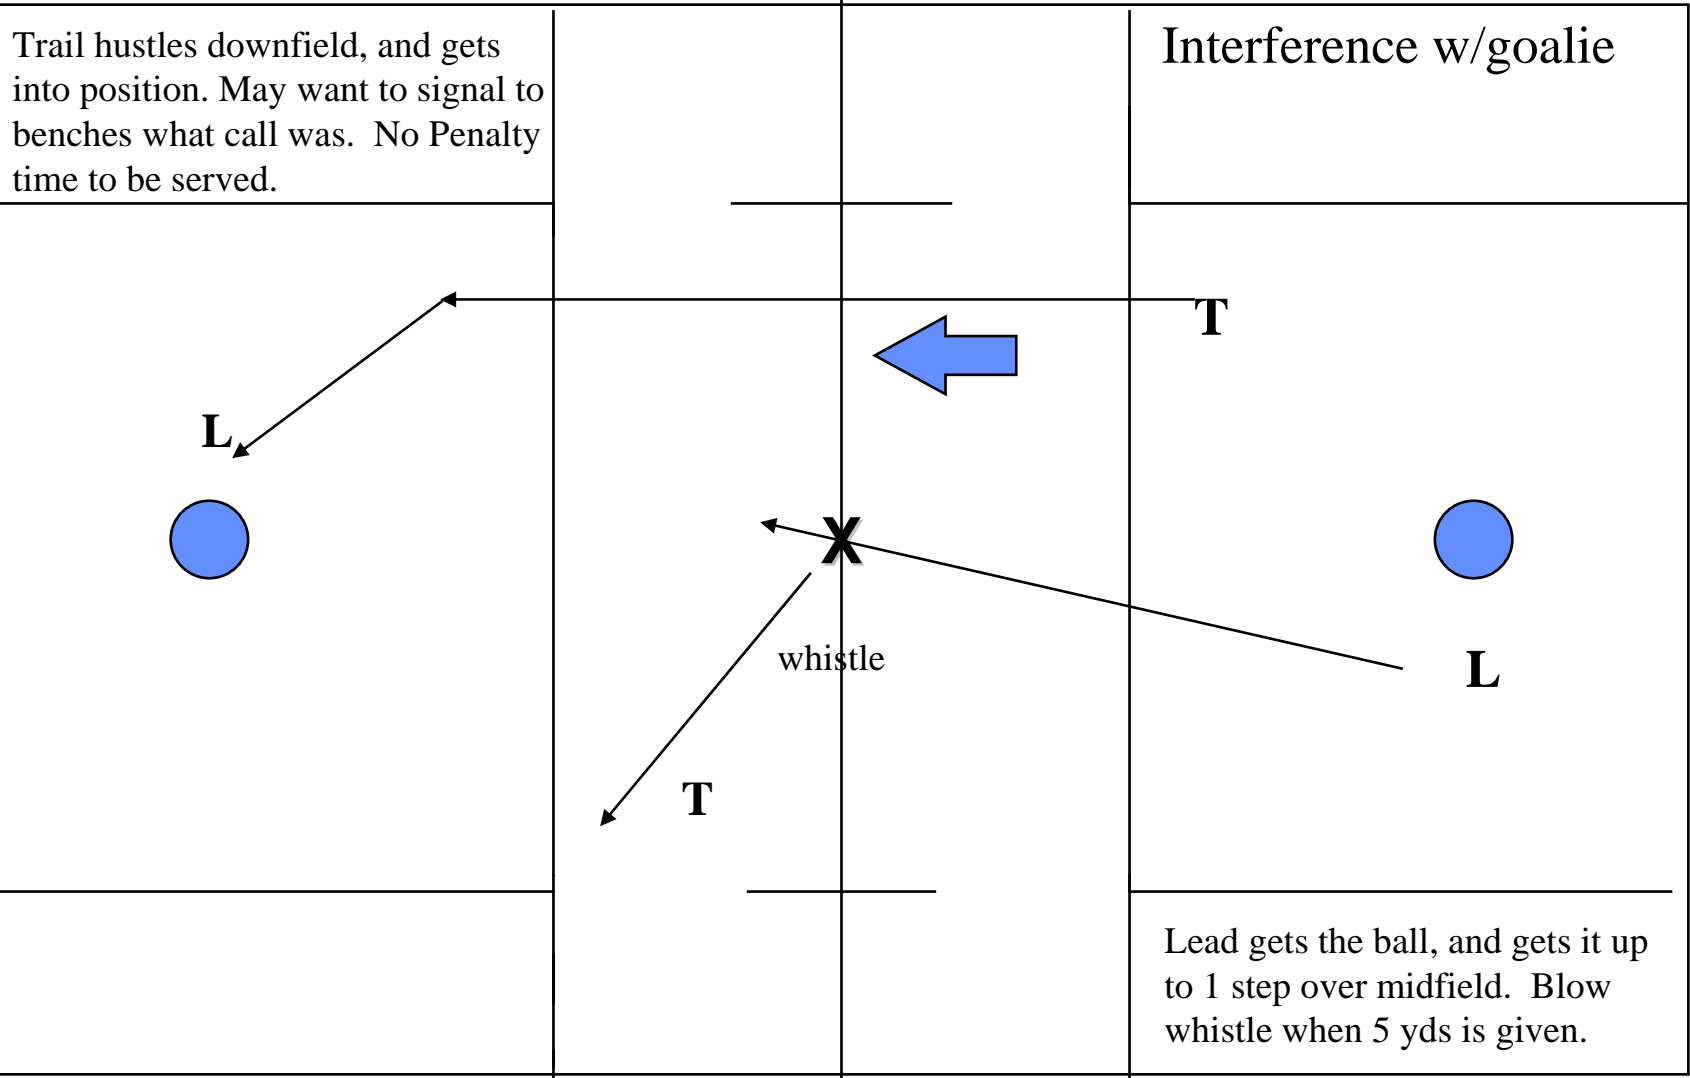 Trail hustles downfield, and gets
into position. May want to signal to
benches what call was.  No Penalty
time to be served.
Interference w/goalie
T
L
X
whistle
L
T
Lead gets the ball, and gets it up
to 1 step over midfield.  Blow
whistle when 5 yds is given.